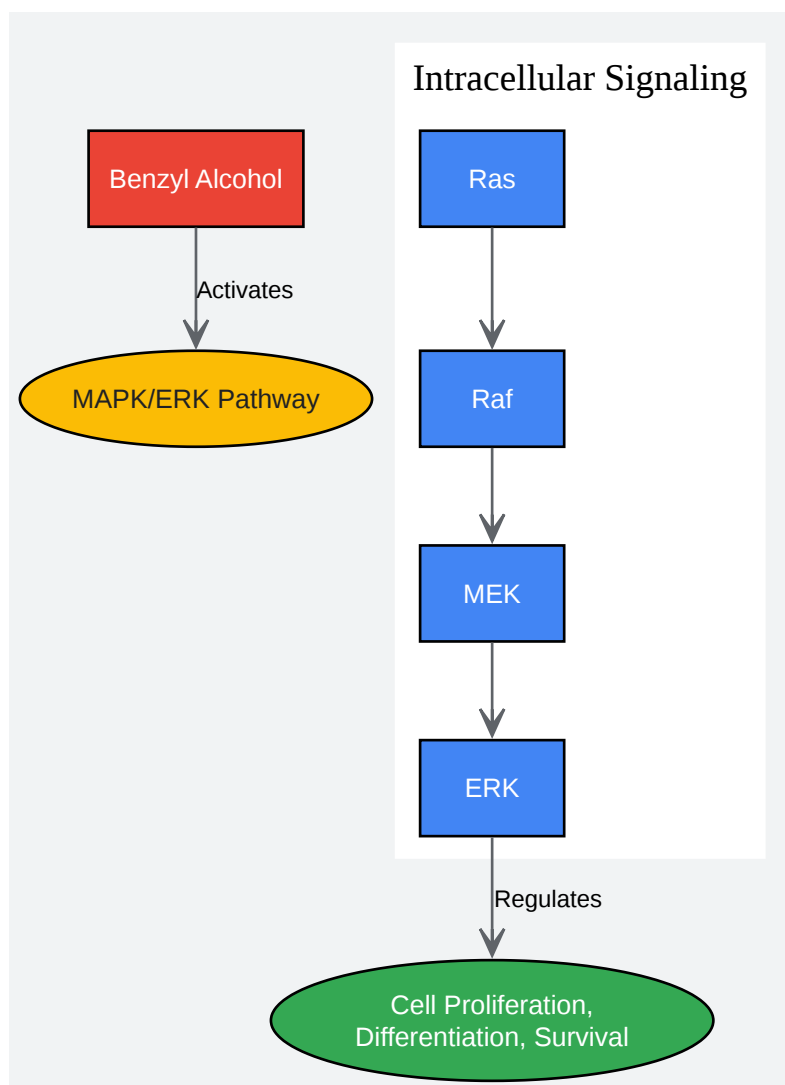 Intracellular Signaling
Benzyl Alcohol
Ras
Activates
MAPK/ERK Pathway
Raf
MEK
ERK
Regulates
Cell Proliferation,
Differentiation, Survival